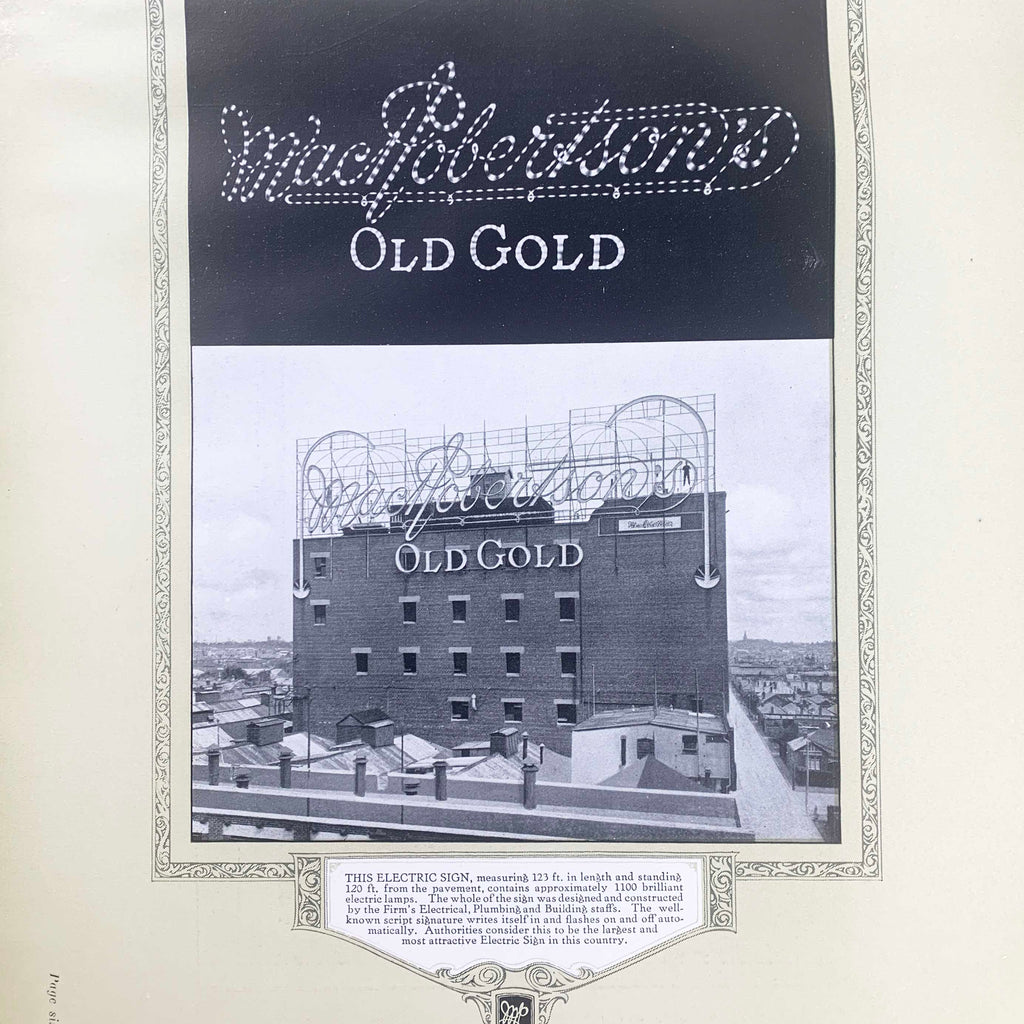 MacRobertson's
OLD GOLD
MacRobertson's
OLD GOLD
THIS ELECTRIC SIGN, measuring 123 ft. in length and standing
120 ft. from the pavement, contains approximately 1100 brilliant
electric lamps. The whole of the sign was designed and constructed
by the Firm's Electrical, Plumbing and Building staffs. The well-
known script signature writes itself in and flashes on and off auto-
matically. Authorities consider this to be the largest and
most attractive Electric Sign in this country.
Page